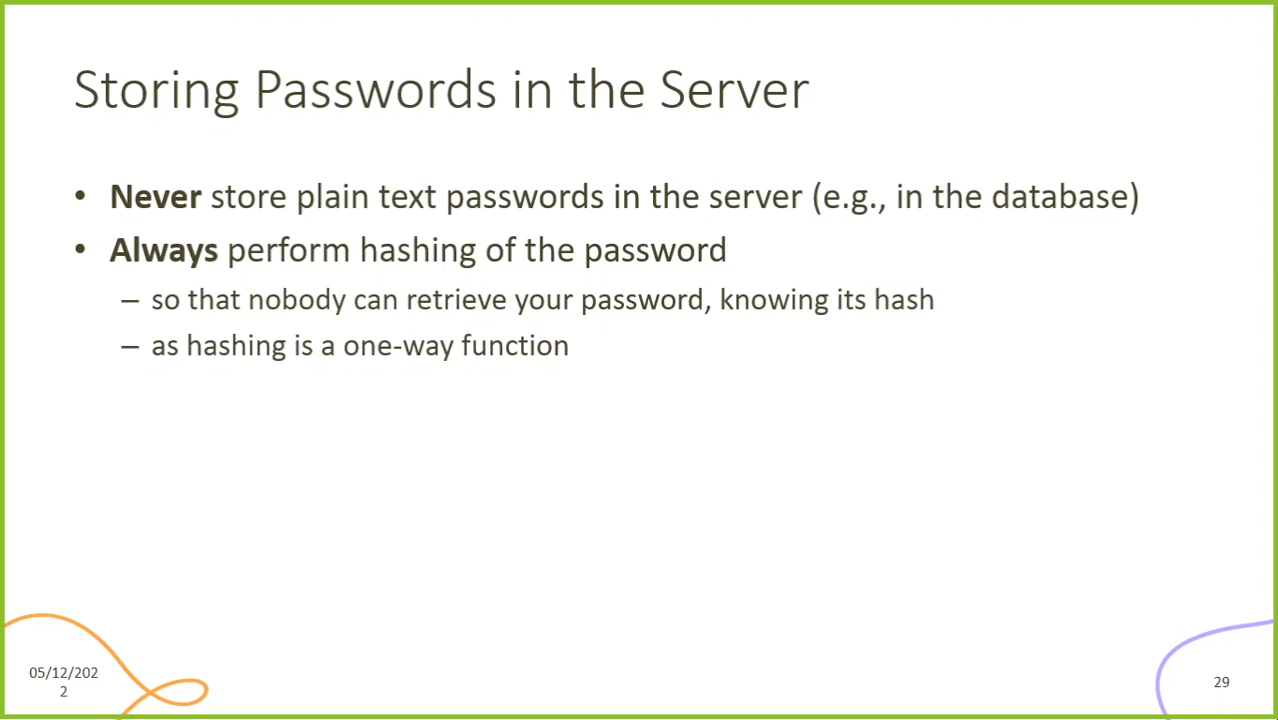 Storing Passwords in the Server
• Never store plain text passwords in the server (e.g., in the database)
• Always perform hashing of the password
– so that nobody can retrieve your password, knowing its hash
– as hashing is a one-way function
05/12/202
2
29